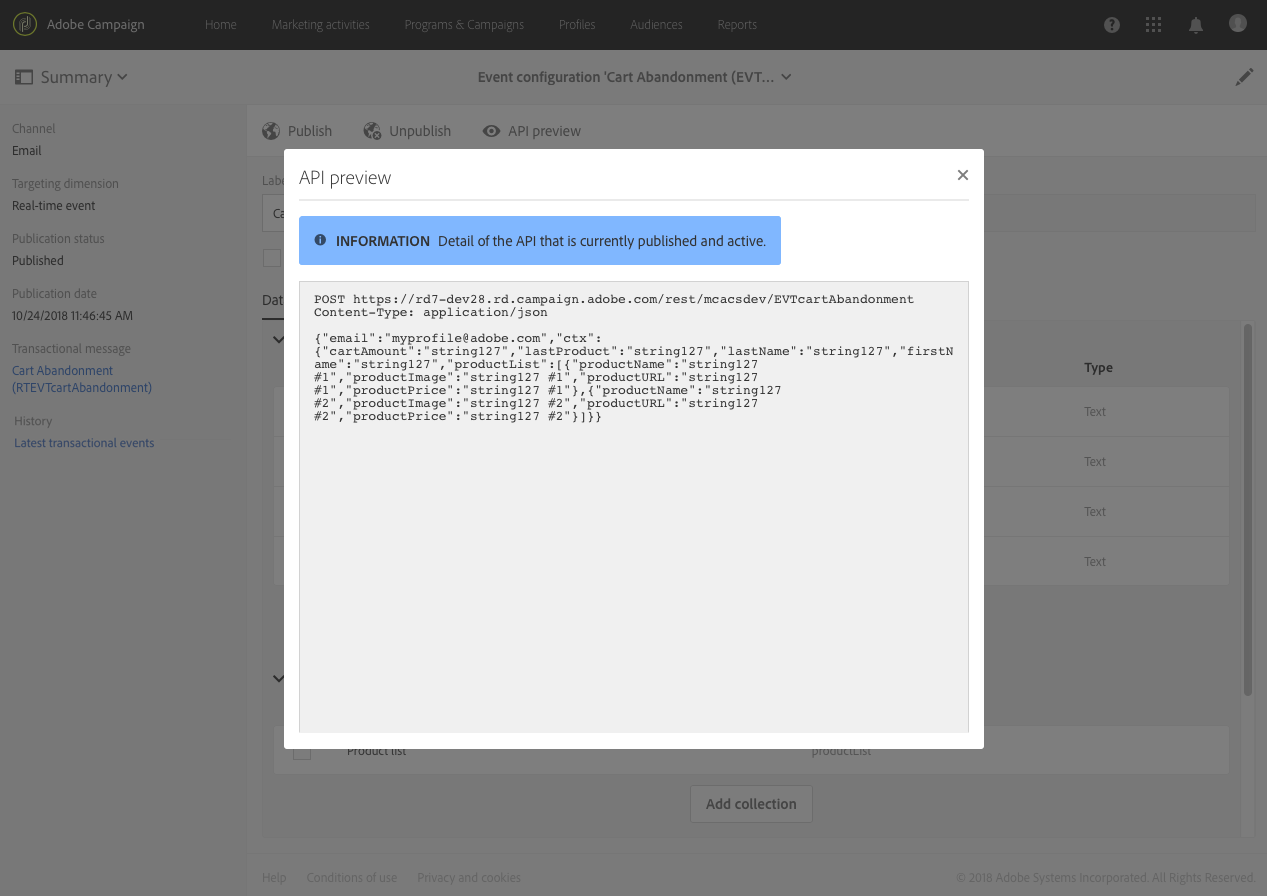 Adobe Campaign
Home
Marketing activities
Programs & Campaigns
Profiles
Audiences
Reports
Summary
Event configuration 'Cart Abandonment (EVT...
Channel
Email
Targeting dimension
Real-time event
Publication status
Published
Publication date
10/24/2018 11:46:45 AM
Transactional message
Cart Abandonment
(RTEVTcartAbandonment)
History
Latest transactional events
Publish
Unpublish
API preview
API preview
INFORMATION Detail of the API that is currently published and active.
POST https://rd7-dev28.rd.campaign.adobe.com/rest/mcacsdev/EVTcartAbandonment
Content-Type: application/json
{"email":"myprofile@adobe.com","ctx":
{"cartAmount":"string127","lastProduct":"string127","lastName":"string127","firstN
ame":"string127","productList":[{"productName":"string127
#1","productImage":"string127 #1","productURL":"string127
#1","productPrice":"string127 #1"},{"productName":"string127
#2","productImage":"string127 #2","productURL":"string127
#2","productPrice":"string127 #2"}]}}
Type
Text
Text
Text
Text
Product list
productList
Add collection
Help
Conditions of use
Privacy and cookies
© 2018 Adobe Systems Incorporated. All Rights Reserved.